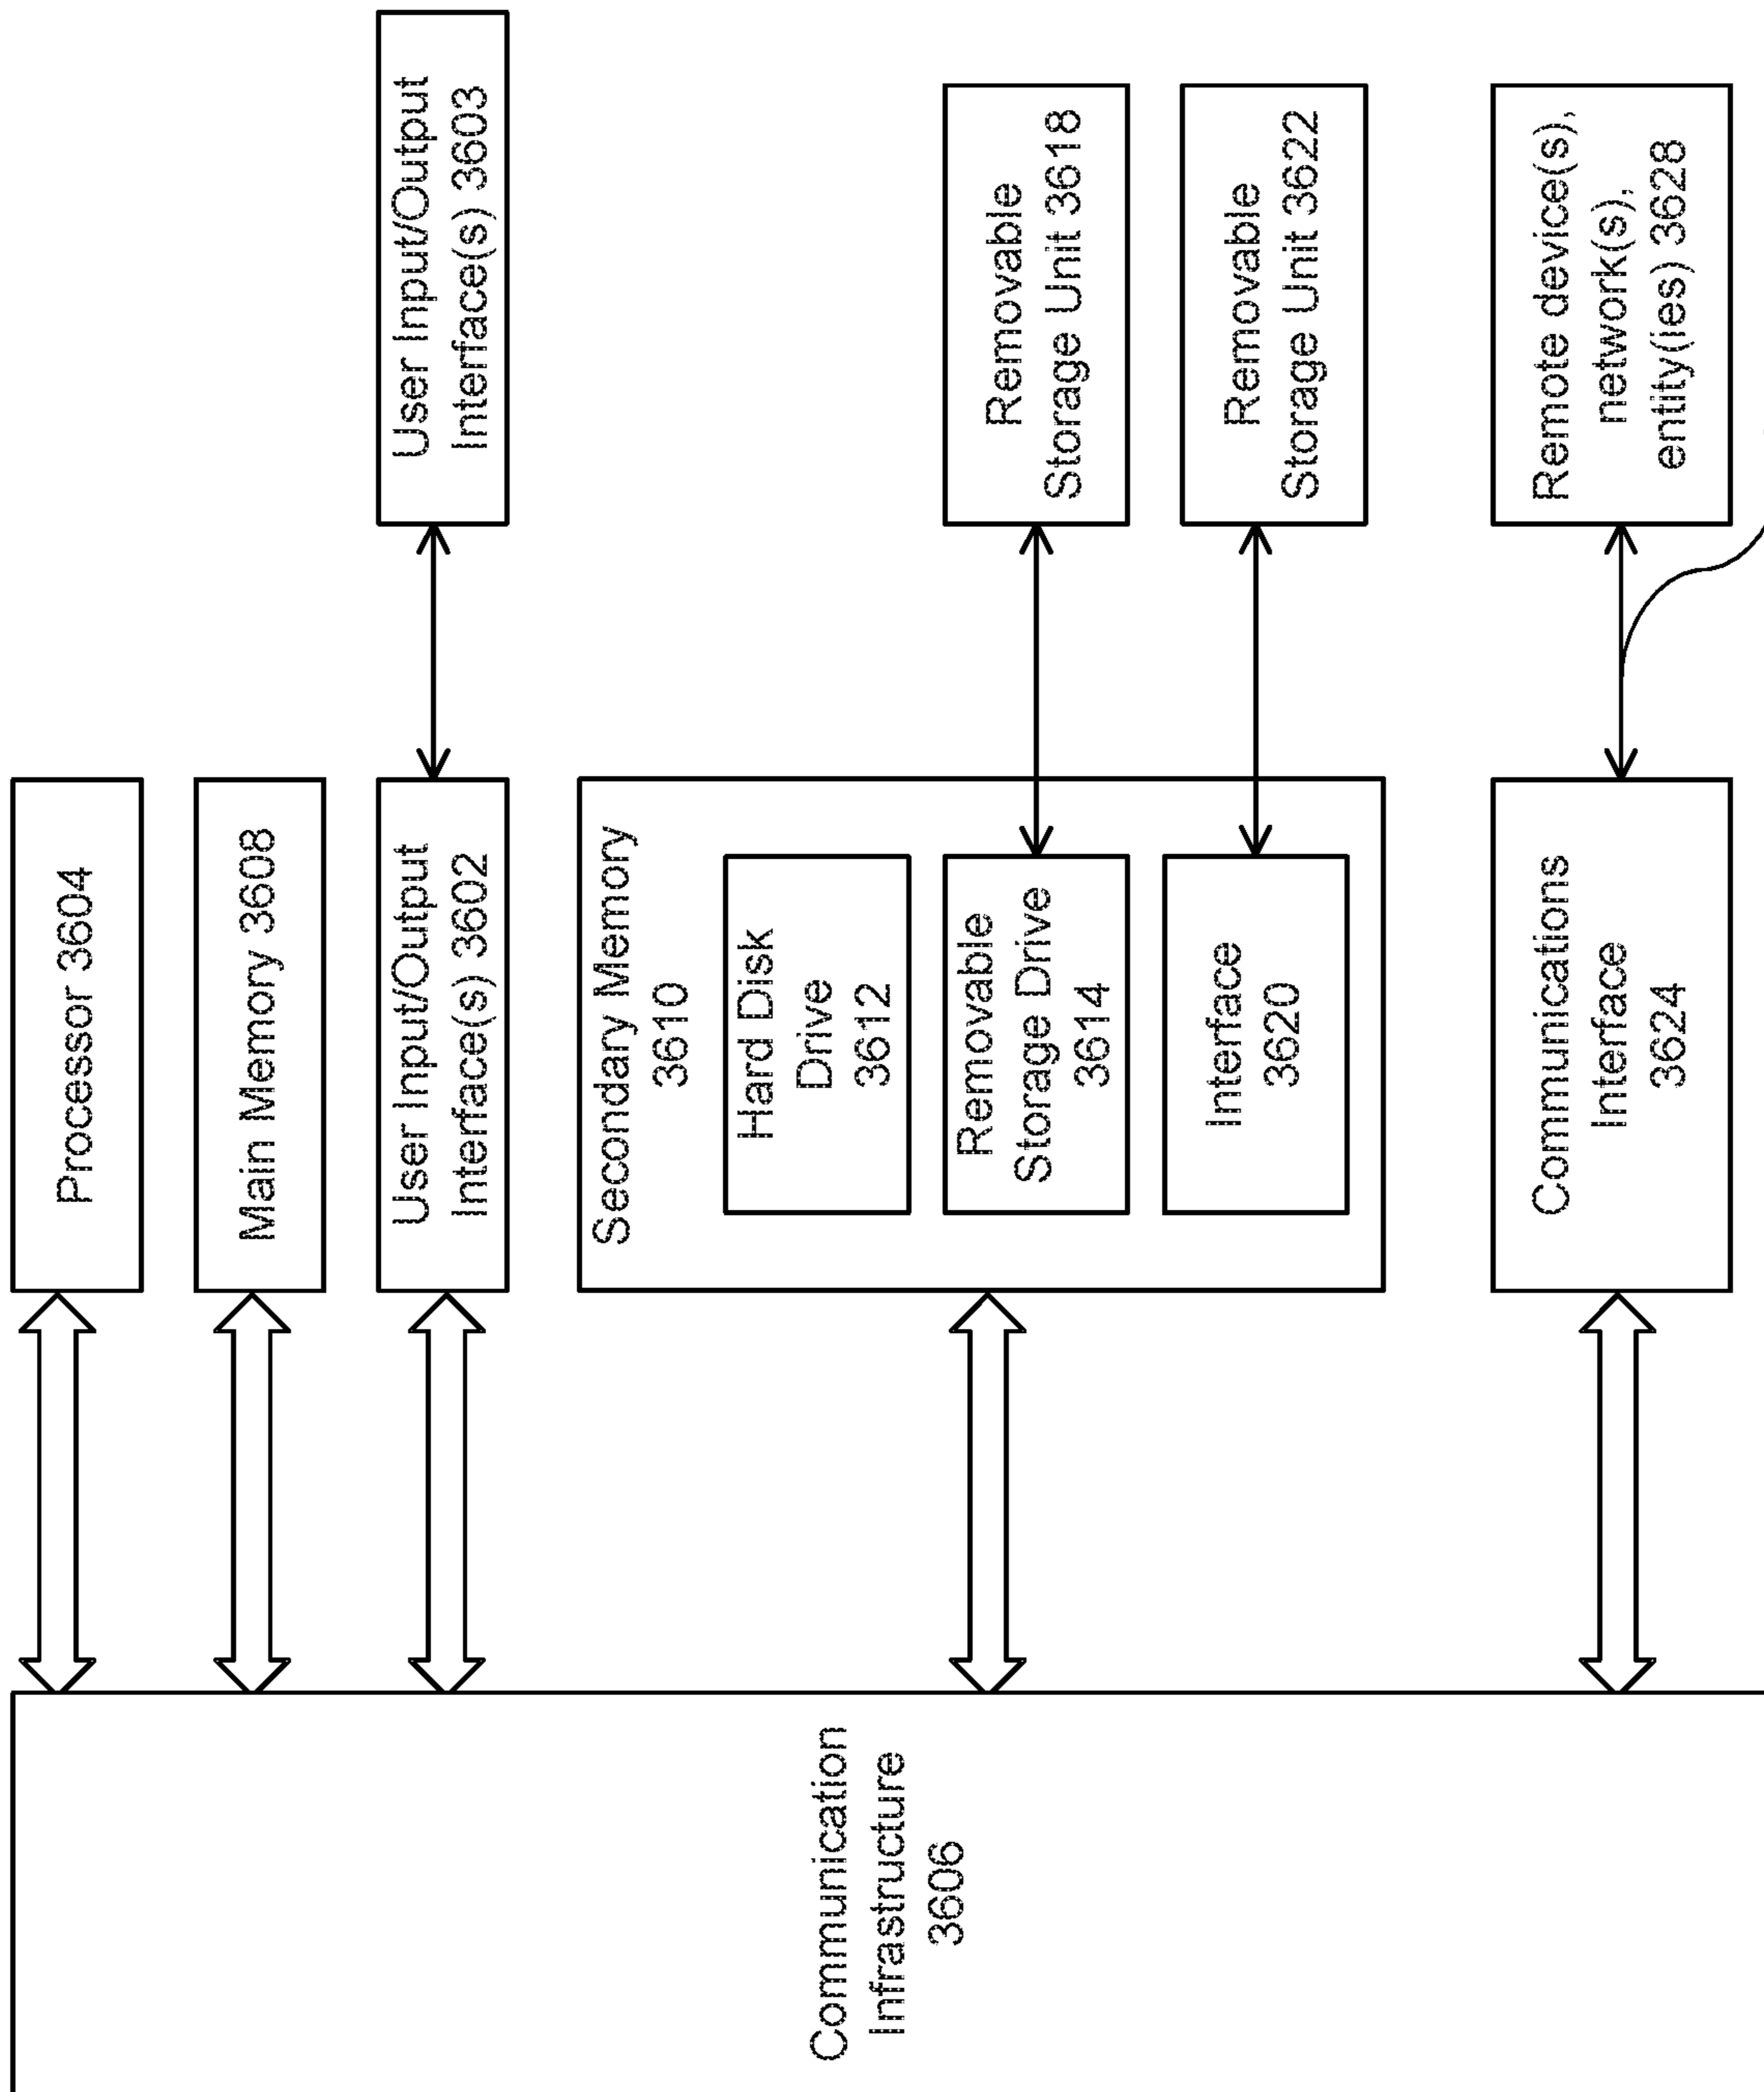 Processor 3604
Main Memory 3608
User Input/Output
Interface(s) 3602
User Input/Output
Interface(s) 3603
Secondary Memory
3610
Hard Disk
Drive
3612
Removable
Storage Drive
3614
Removable
Storage Unit 3618
Interface
3620
Removable
Storage Unit 3622
Communications
Interface
3624
Remote device(s),
network(s),
entity(ies) 3628
Communication
Infrastructure
3606